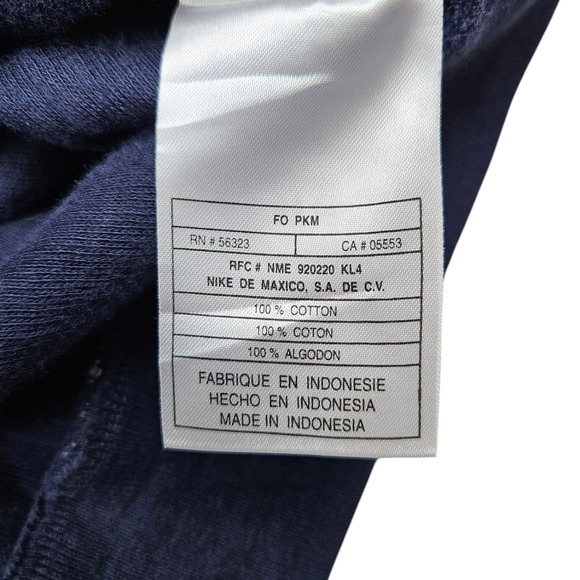 FO PKM
RN # 56323 CA # 05553
RFC # NME 920220 KL4
NIKE DE MAXICO, S.A. DE C.V.
100 % COTTON
100 % COTON
100 % ALGODON
FABRIQUE EN INDONESIE
HECHO EN INDONESIA
MADE IN INDONESIA